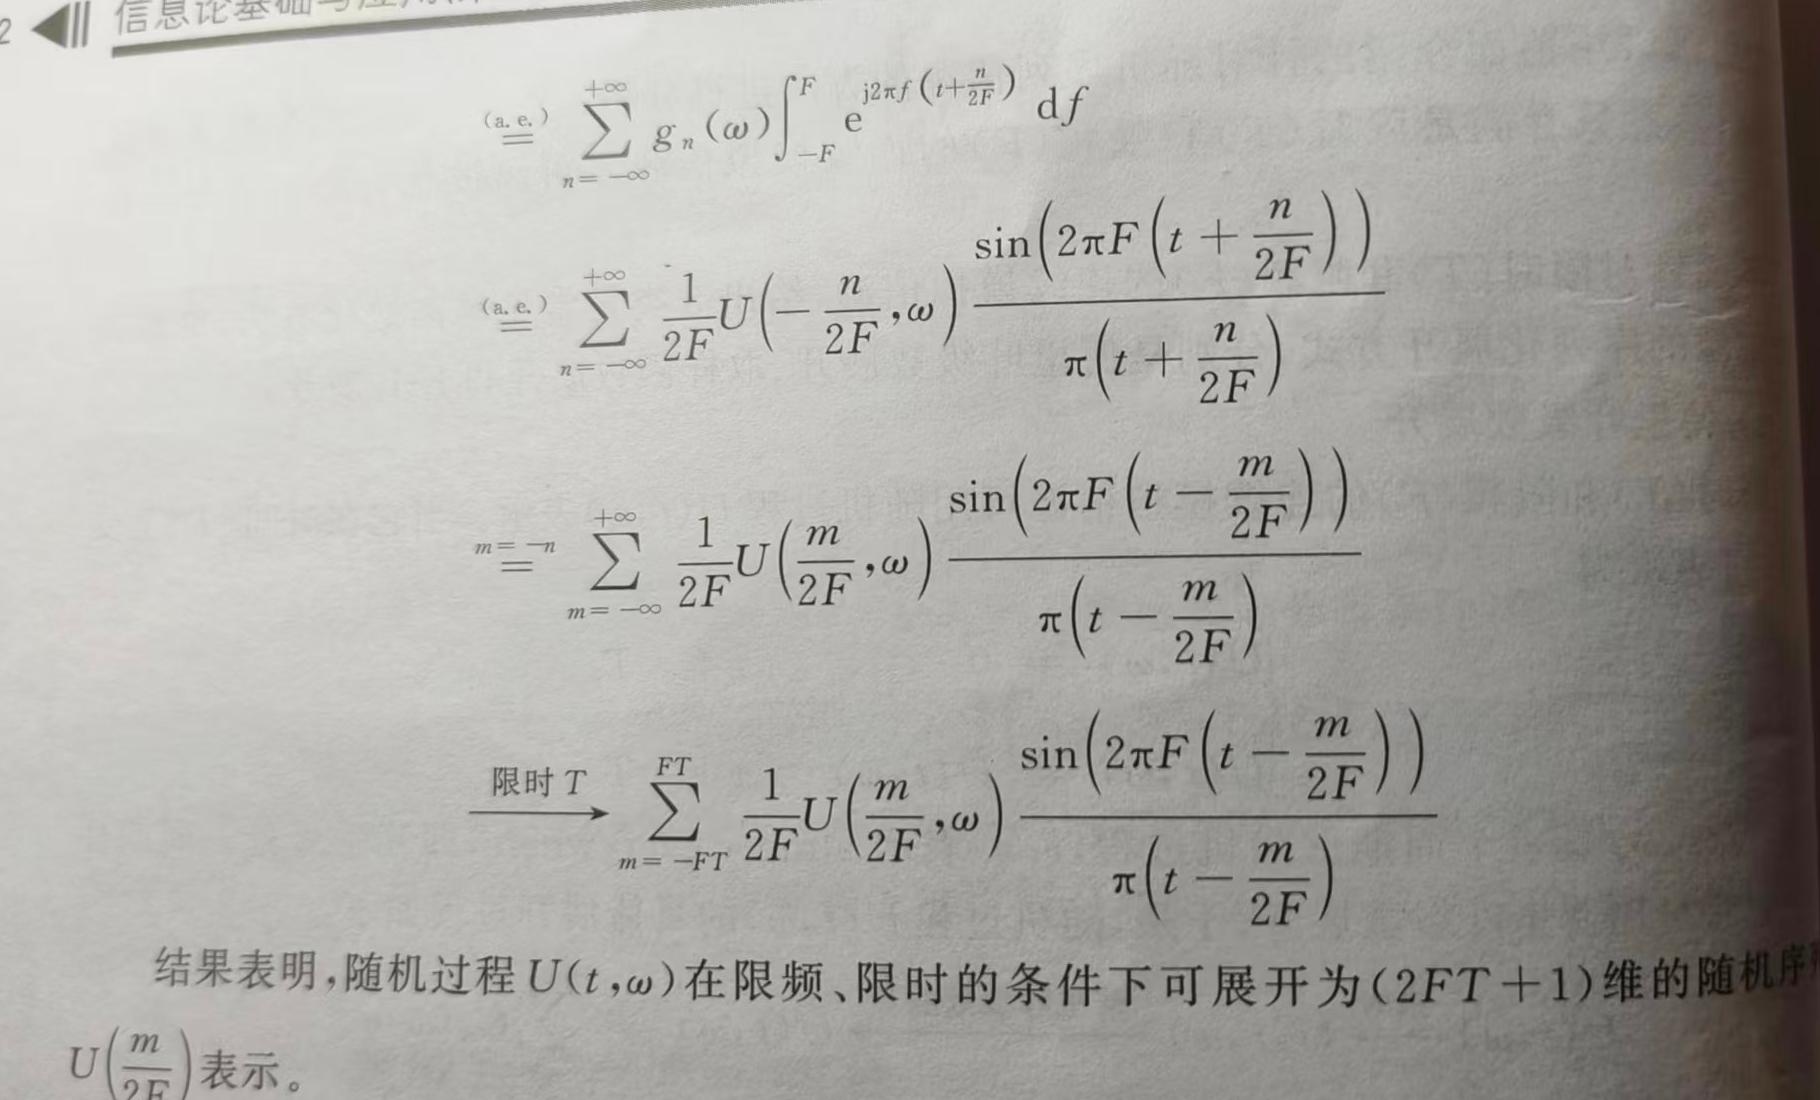 2 信息论基础与应用
$\overset{(a.e.)}{=} \sum_{n=-\infty}^{+\infty} g_n(\omega) \int_{-F}^{F} e^{j2\pi f\left(t+\frac{n}{2F}\right)} df$
$\overset{(a.e.)}{=} \sum_{n=-\infty}^{+\infty} \frac{1}{2F} U\left(-\frac{n}{2F},\omega\right) \frac{\sin\left(2\pi F\left(t+\frac{n}{2F}\right)\right)}{\pi\left(t+\frac{n}{2F}\right)}$
$\overset{m=-n}{=} \sum_{m=-\infty}^{+\infty} \frac{1}{2F} U\left(\frac{m}{2F},\omega\right) \frac{\sin\left(2\pi F\left(t-\frac{m}{2F}\right)\right)}{\pi\left(t-\frac{m}{2F}\right)}$
$\xrightarrow{限时 T} \sum_{m=-FT}^{FT} \frac{1}{2F} U\left(\frac{m}{2F},\omega\right) \frac{\sin\left(2\pi F\left(t-\frac{m}{2F}\right)\right)}{\pi\left(t-\frac{m}{2F}\right)}$
结果表明,随机过程 U(t,ω)在限频、限时的条件下可展开为(2FT+1)维的随机序
$U\left(\frac{m}{2F}\right)$表示。